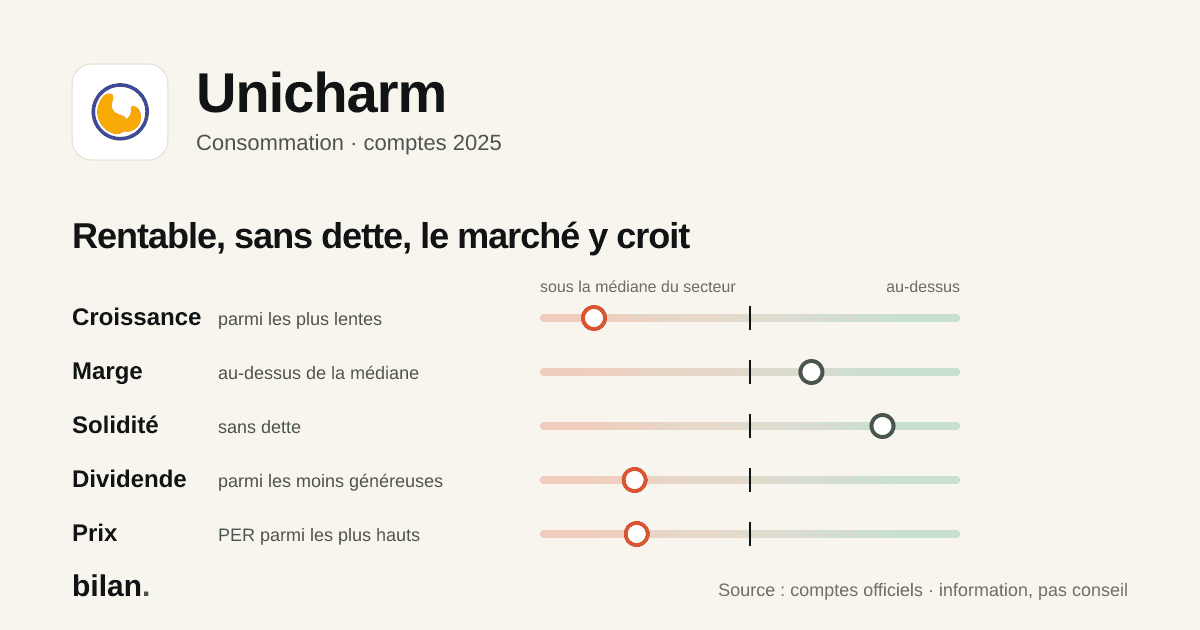 Unicharm
Consommation · comptes 2025
Rentable, sans dette, le marché y croit
sous la médiane du secteur au-dessus
Croissance parmi les plus lentes
Marge au-dessus de la médiane
Solidité sans dette
Dividende parmi les moins généreuses
Prix PER parmi les plus hauts
bilan.
Source : comptes officiels · information, pas conseil